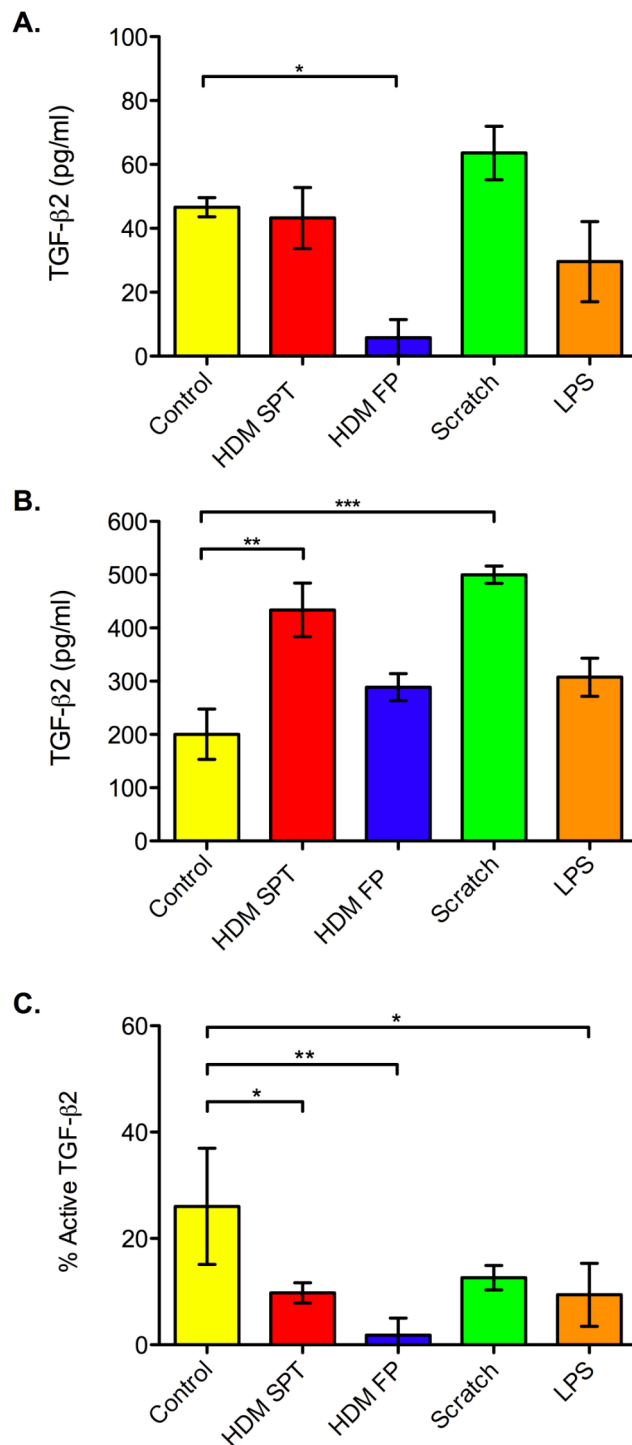 A.
TGF-β2 (pg/ml)
100
80
60
40
20
0
*
Control
HDM SPT
HDM FP
Scratch
LPS
B.
TGF-β2 (pg/ml)
600
500
400
300
200
100
0
***
**
Control
HDM SPT
HDM FP
Scratch
LPS
C.
% Active TGF-β2
60
40
20
0
*
**
*
Control
HDM SPT
HDM FP
Scratch
LPS